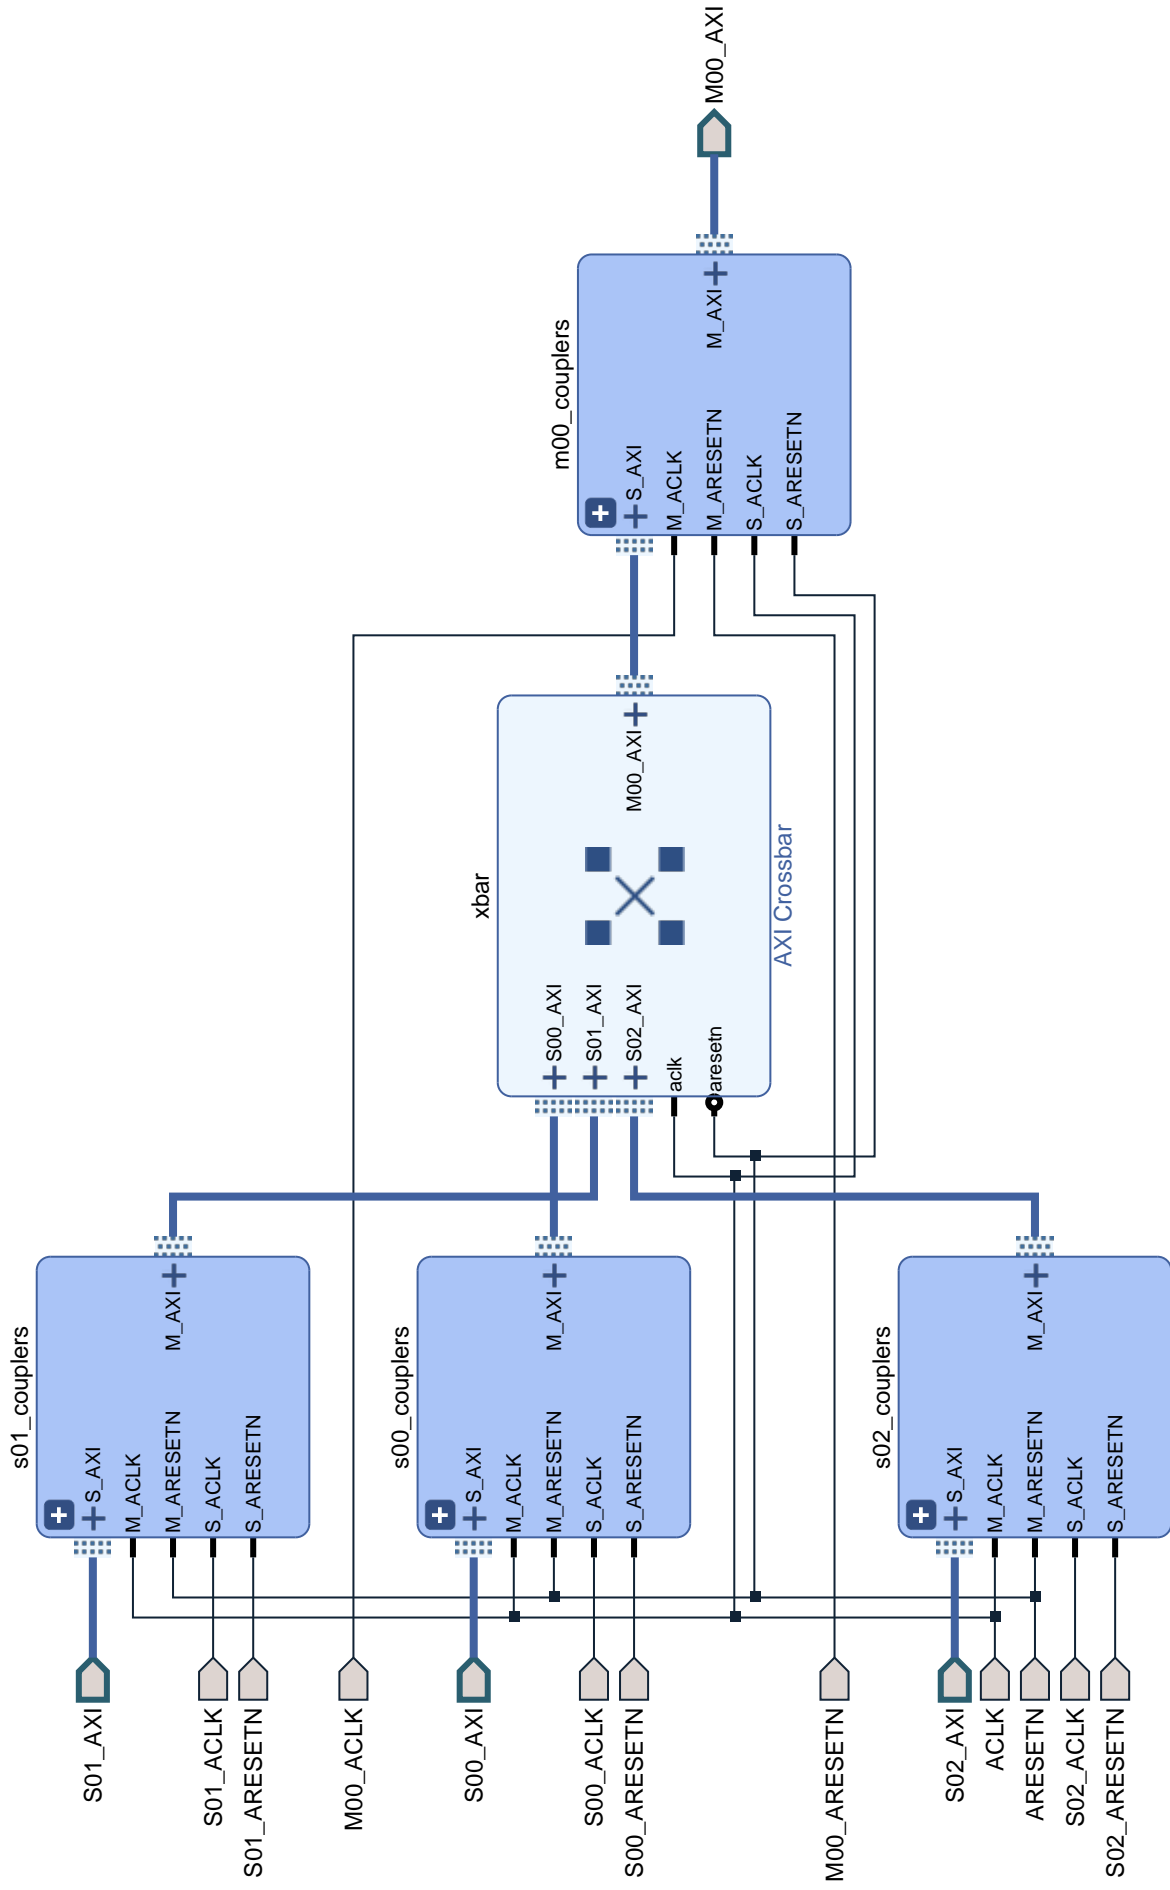 S01_AXI
S01_ACLK
S01_ARESETN
M00_ACLK
S00_AXI
S00_ACLK
S00_ARESETN
M00_ARESETN
S02_AXI
ACLK
ARESETN
S02_ACLK
S02_ARESETN
s01_couplers
S_AXI
M_ACLK
M_ARESETN
S_ACLK
S_ARESETN
M_AXI
s00_couplers
S_AXI
M_ACLK
M_ARESETN
S_ACLK
S_ARESETN
M_AXI
s02_couplers
S_AXI
M_ACLK
M_ARESETN
S_ACLK
S_ARESETN
M_AXI
xbar
S00_AXI
S01_AXI
S02_AXI
aclk
aresetn
M00_AXI
AXI Crossbar
m00_couplers
S_AXI
M_ACLK
M_ARESETN
S_ACLK
S_ARESETN
M_AXI
M00_AXI